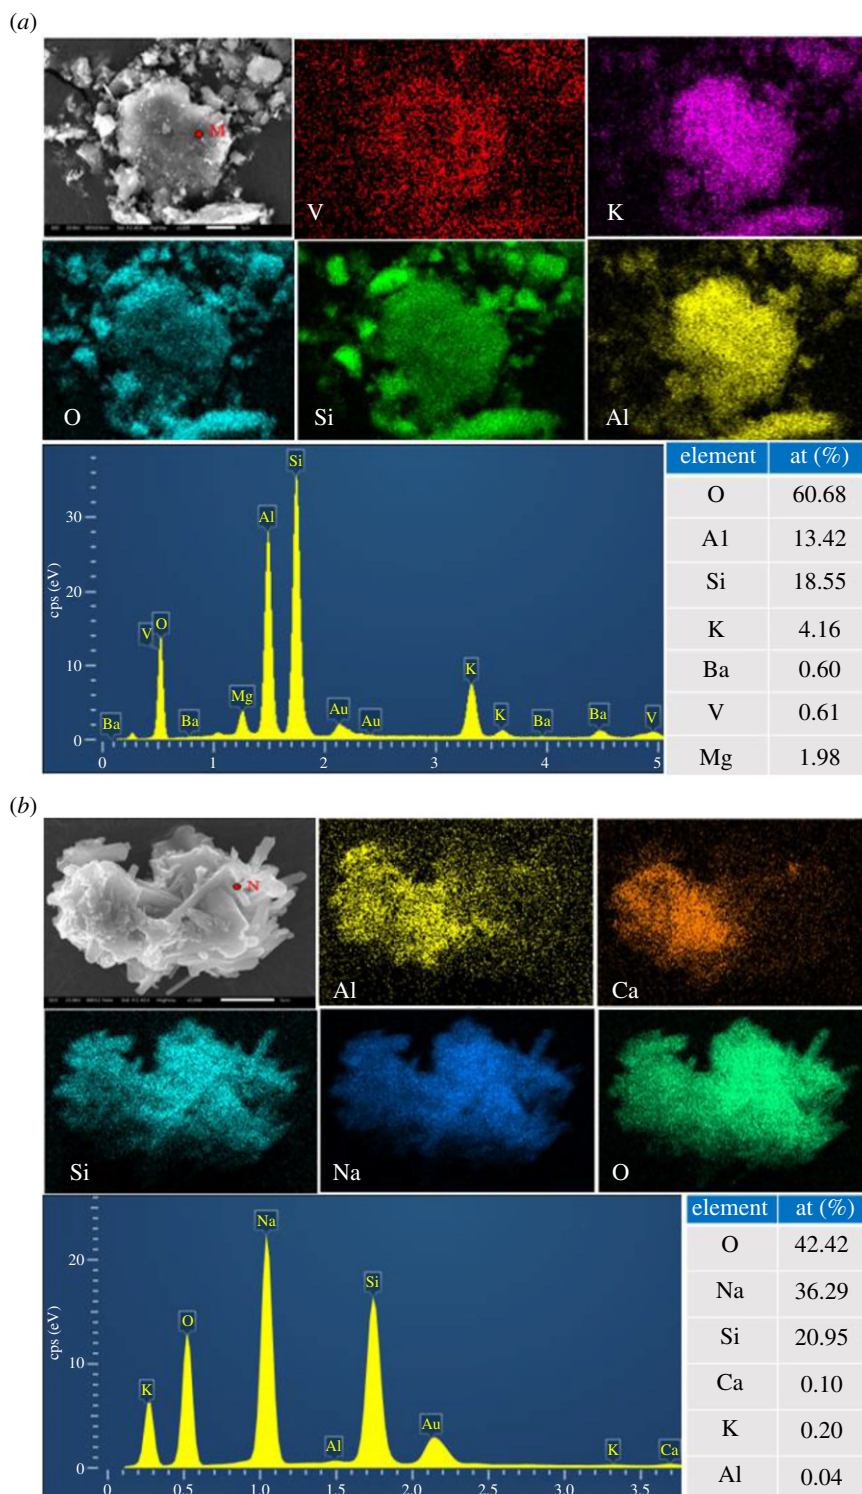 (a)
M
V
K
O
Si
Al
cps (eV)
30
20
10
0
Ba
V
O
Ba
Mg
Al
Si
Au
Au
K
K
Ba
Ba
V
0
1
2
3
4
5
element at (%)
O 60.68
A1 13.42
Si 18.55
K 4.16
Ba 0.60
V 0.61
Mg 1.98
(b)
N
Al
Ca
Si
Na
O
cps (eV)
20
10
0
K
O
Na
Al
Si
Au
K
Ca
0
0.5
1.0
1.5
2.0
2.5
3.0
3.5
element at (%)
O 42.42
Na 36.29
Si 20.95
Ca 0.10
K 0.20
Al 0.04